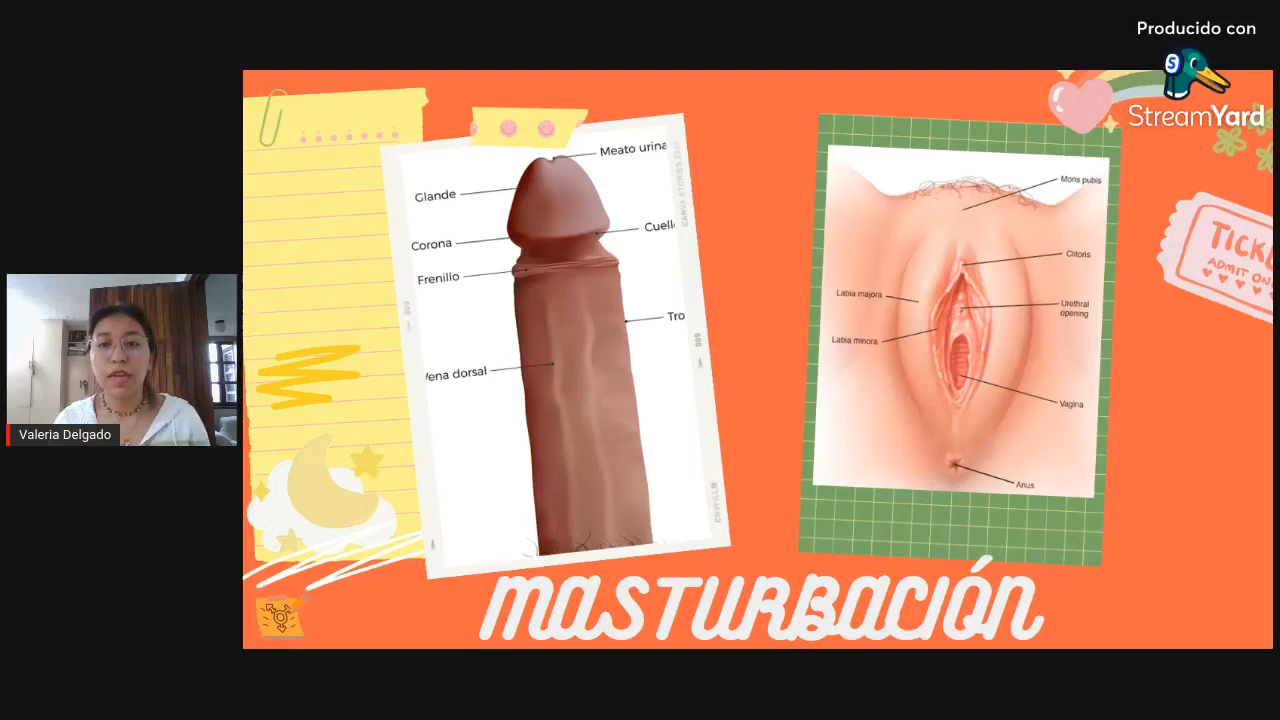 Producido con
StreamYard
Meato urina
Glande
Cuell
Corona
Frenillo
Tro
Vena dorsal
Mons pubis
Clitoris
Labia majora
Urethral
opening
Labia minora
Vagina
Anus
TICKE
ADMIT ON
Valeria Delgado
MASTURBACIÓN